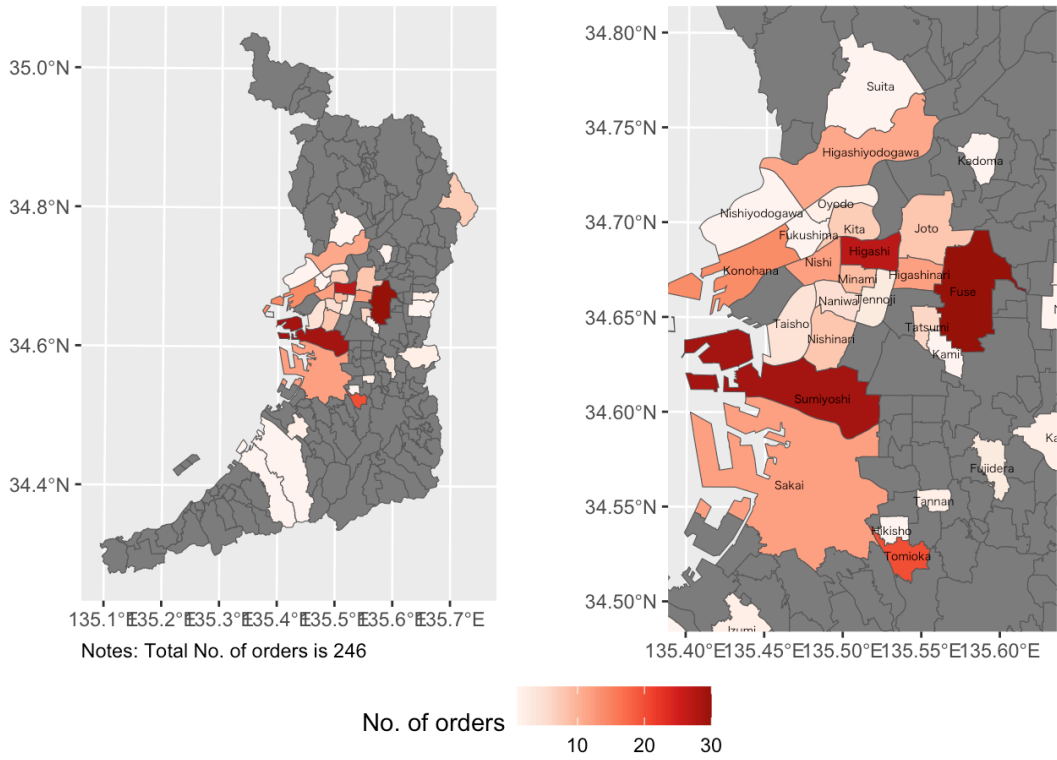 35.0°N
34.8°N
34.6°N
34.4°N
135.1°E 135.2°E 135.3°E 135.4°E 135.5°E 135.6°E 135.7°E
Notes: Total No. of orders is 246
34.80°N
34.75°N
34.70°N
34.65°N
34.60°N
34.55°N
34.50°N
Suita
Higashiyodogawa
Kadoma
Oyodo
Nishiyodogawa
Fukushima
Kita
Joto
Higashi
Nishi
Konohana
Minami
Higashinari
Fuse
Naniwa
Tennoji
Taisho
Tatsumi
Nishinari
Kami
Sumiyoshi
Ka
Fujidera
Sakai
Tannan
Hikisho
Tomioka
Izumi
135.40°E 135.45°E 135.50°E 135.55°E 135.60°E
No. of orders
10 20 30